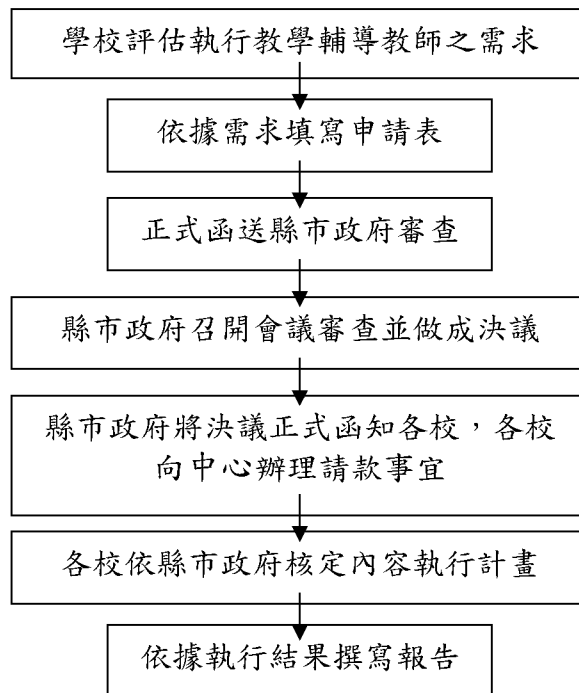 學校評估執行教學輔導教師之需求
依據需求填寫申請表
正式函送縣市政府審查
縣市政府召開會議審查並做成決議
縣市政府將決議正式函知各校，各校
向中心辦理請款事宜
各校依縣市政府核定內容執行計畫
依據執行結果撰寫報告